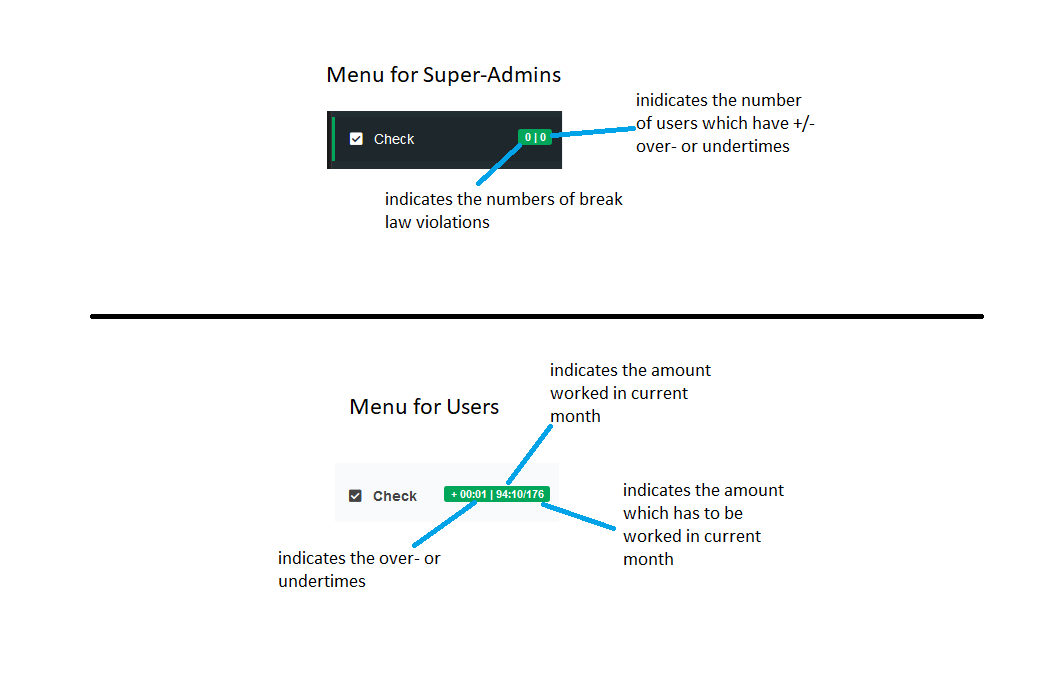 Menu for Super-Admins
inidicates the number
of users which have +/-
over- or undertimes
Check
0 | 0
indicates the numbers of break
law violations
indicates the amount
worked in current
month
Menu for Users
Check
+ 00:01 | 94:10/176
indicates the amount
which has to be
worked in current
month
indicates the over- or
undertimes